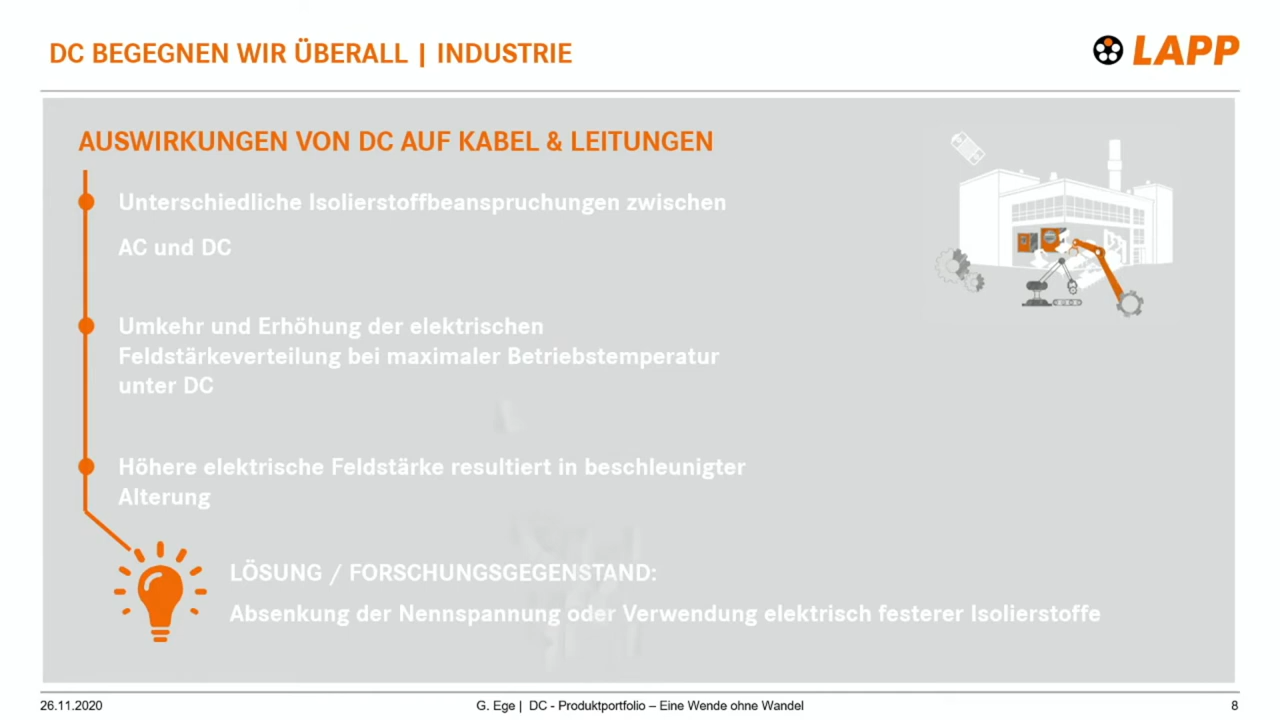 DC BEGEGNEN WIR ÜBERALL | INDUSTRIE
LAPP
AUSWIRKUNGEN VON DC AUF KABEL & LEITUNGEN
Unterschiedliche Isolierstoffbeanspruchungen zwischen
AC und DC
Umkehr und Erhöhung der elektrischen
Feldstärkeverteilung bei maximaler Betriebstemperatur
unter DC
Höhere elektrische Feldstärke resultiert in beschleunigter
Alterung
LÖSUNG / FORSCHUNGSGEGENSTAND:
Absenkung der Nennspannung oder Verwendung elektrisch festerer Isolierstoffe
26.11.2020
G. Ege | DC - Produktportfolio – Eine Wende ohne Wandel
8